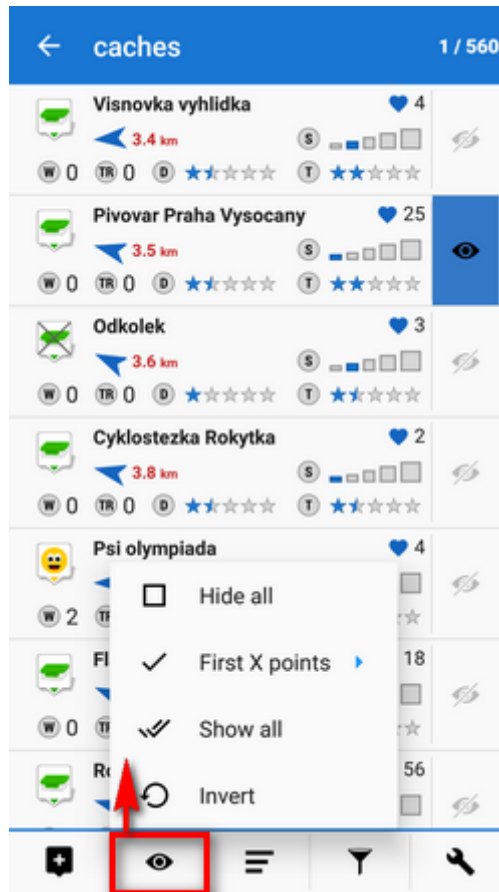 caches 1 / 560
Visnovka vyhlidka 4
3.4 km S
W 0 TR 0 D T
Pivovar Praha Vysocany 25
3.5 km S
W 0 TR 0 D T
Odkolek 3
3.6 km S
W 0 TR 0 D T
Cyklostezka Rokytka 2
3.8 km S
W 0 TR 0 D T
Psi olympiada 4
W 2
Hide all
First X points
18
W 0
Show all
56
Invert